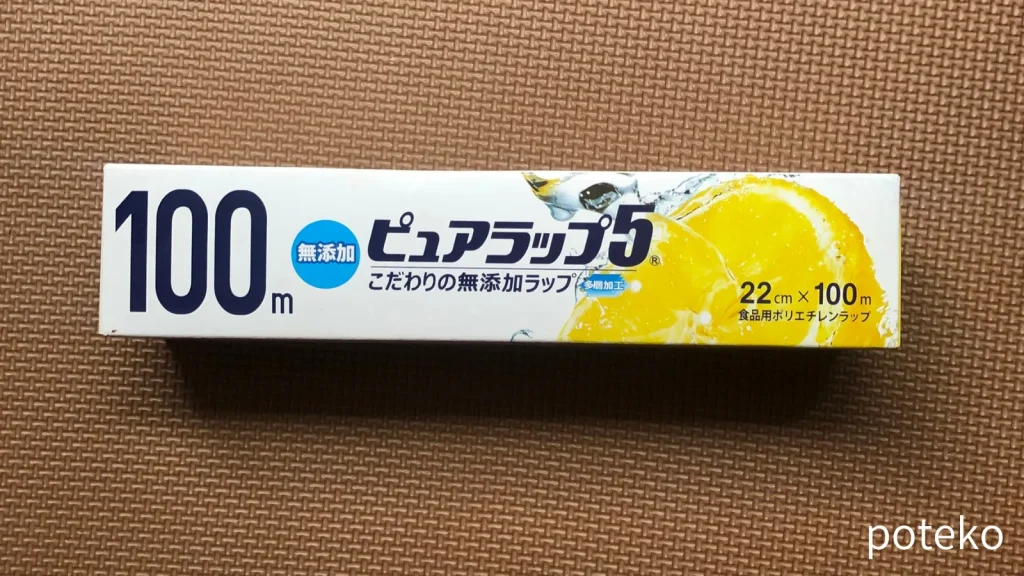 100m
無添加
ピュアラップ5®
こだわりの無添加ラップ
多層加工
22cm×100m
食品用ポリエチレンラップ
poteko